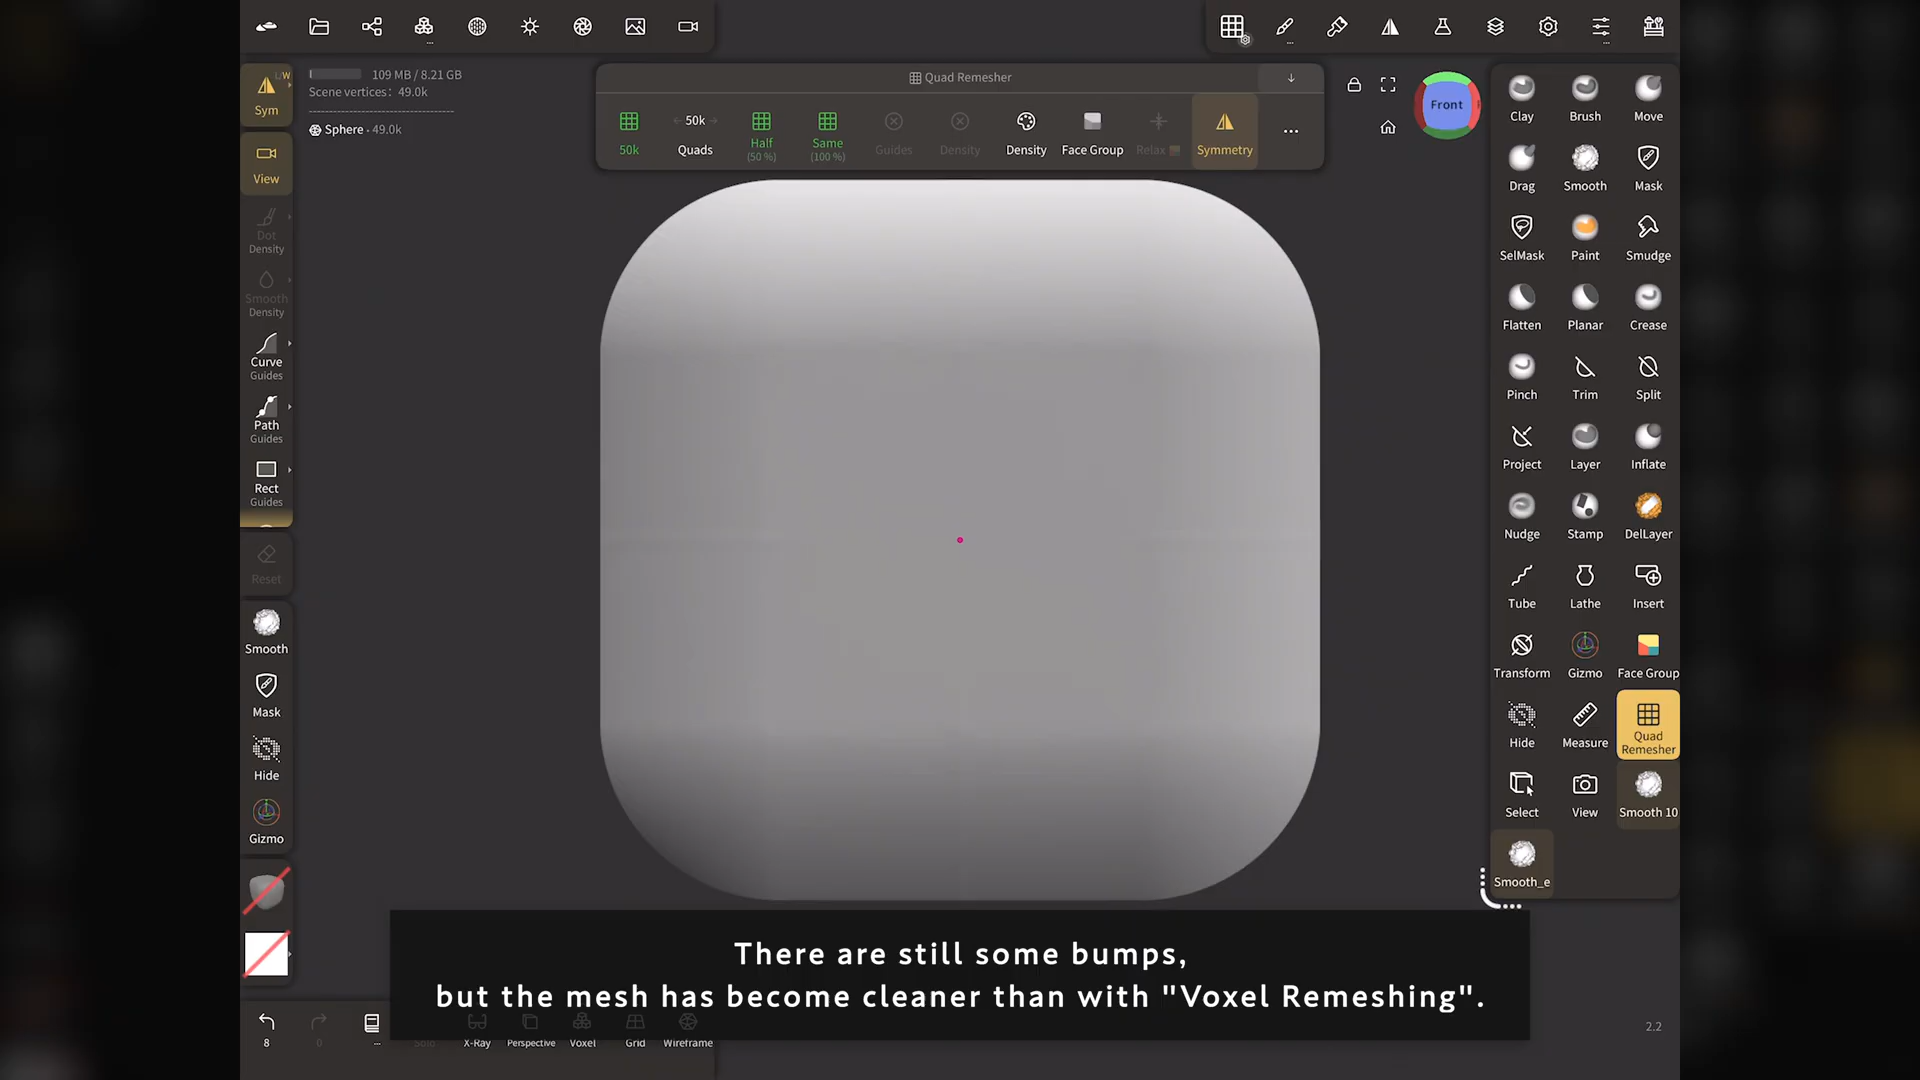 109 MB / 8.21 GB
Scene vertices: 49.0k
Sphere • 49.0k
Quad Remesher
50k
50k
Quads
Half
(50 %)
Same
(100 %)
Guides
Density
Density
Face Group
Relax
Symmetry
Front
L/W
Sym
View
Dot
Density
Smooth
Density
Curve
Guides
Path
Guides
Rect
Guides
Reset
Smooth
Mask
Hide
Gizmo
Clay
Brush
Move
Drag
Smooth
Mask
SelMask
Paint
Smudge
Flatten
Planar
Crease
Pinch
Trim
Split
Project
Layer
Inflate
Nudge
Stamp
DelLayer
Tube
Lathe
Insert
Transform
Gizmo
Face Group
Hide
Measure
Quad
Remesher
Select
View
Smooth 10
Smooth_e
There are still some bumps,
but the mesh has become cleaner than with "Voxel Remeshing".
8
0
Solo
X-Ray
Perspective
Voxel
Grid
Wireframe
2.2